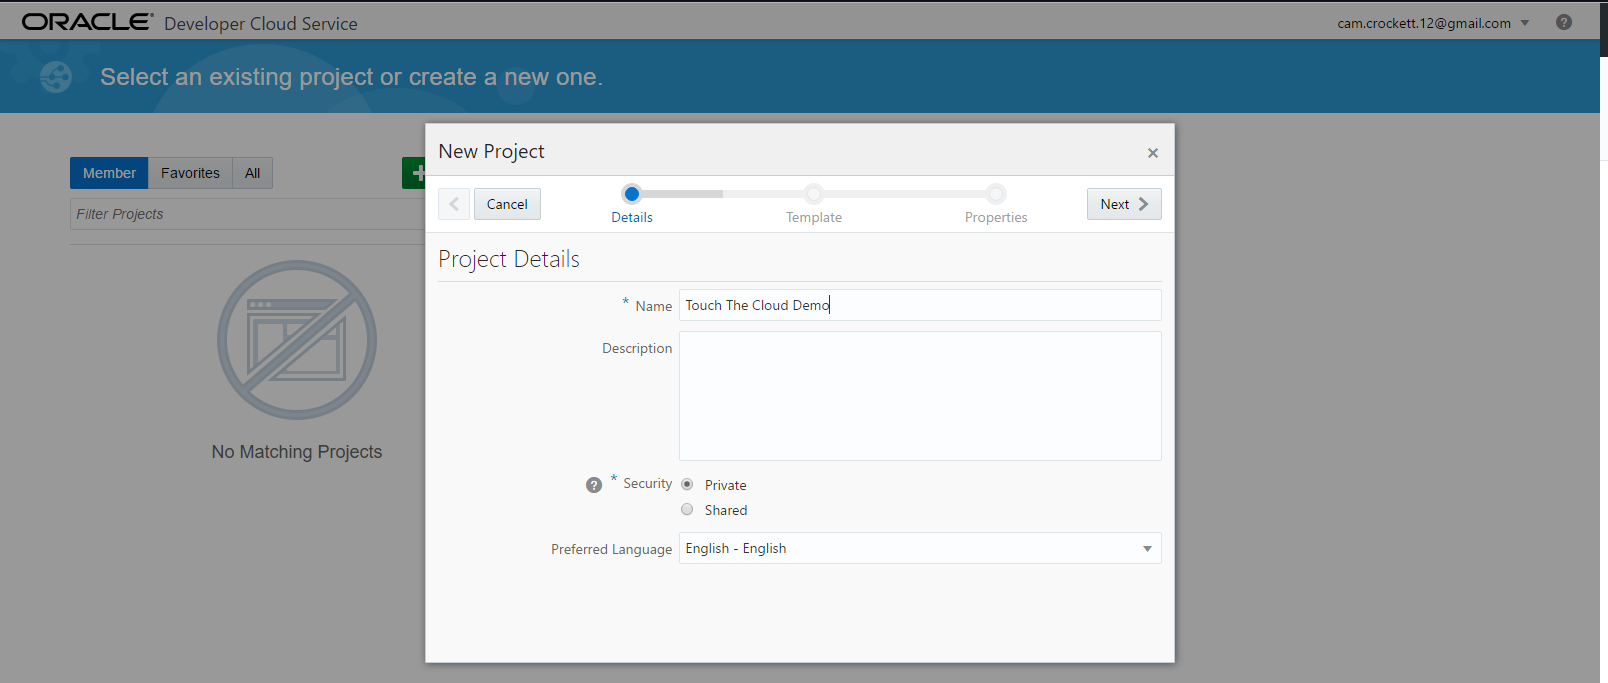 ORACLE® Developer Cloud Service
cam.crockett.12@gmail.com
?
Select an existing project or create a new one.
Member Favorites All
Filter Projects
No Matching Projects
New Project
×
Cancel
Details
Template
Properties
Next
Project Details
* Name Touch The Cloud Demo
Description
? * Security Private
Shared
Preferred Language English - English